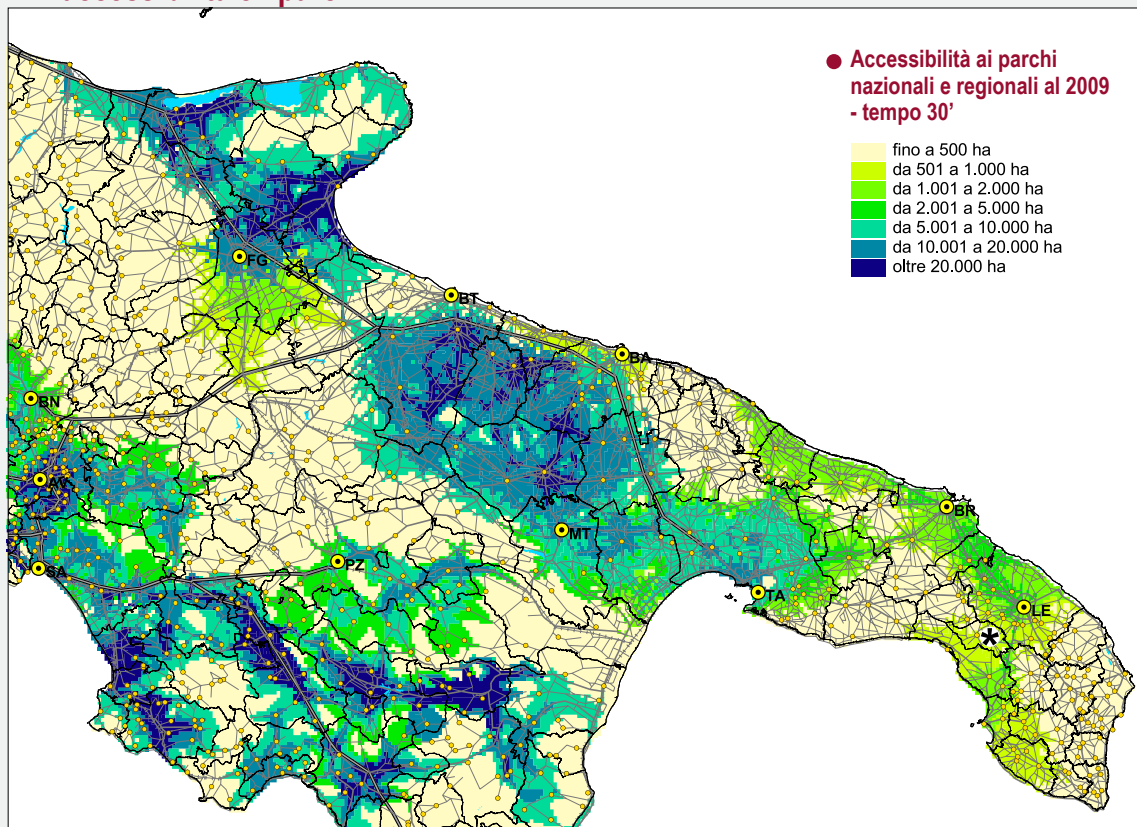 Accessibilità ai parchi
nazionali e regionali al 2009
- tempo 30’
fino a 500 ha
da 501 a 1.000 ha
da 1.001 a 2.000 ha
da 2.001 a 5.000 ha
da 5.001 a 10.000 ha
da 10.001 a 20.000 ha
oltre 20.000 ha
FG
BT
BA
BN
AV
BR
MT
PZ
SA
TA
LE
*